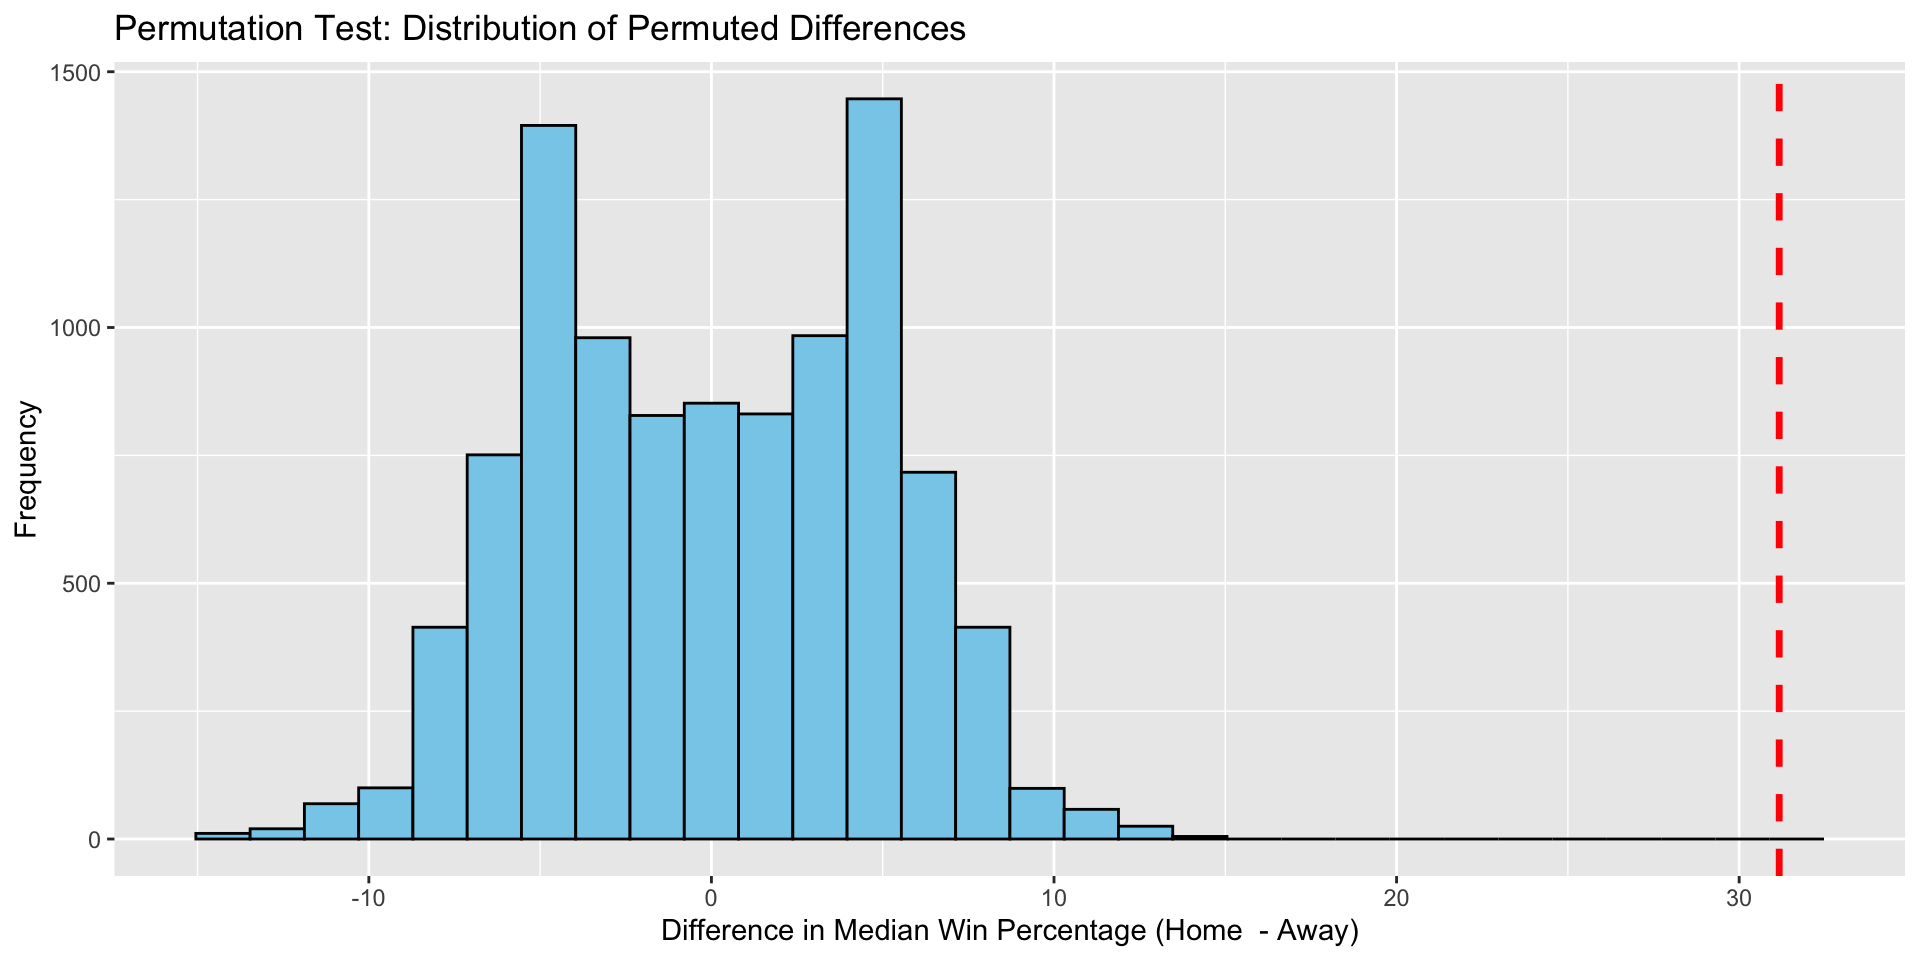 Permutation Test: Distribution of Permuted Differences
1500
1000
500
0
Frequency
-10 0 10 20 30
Difference in Median Win Percentage (Home  - Away)